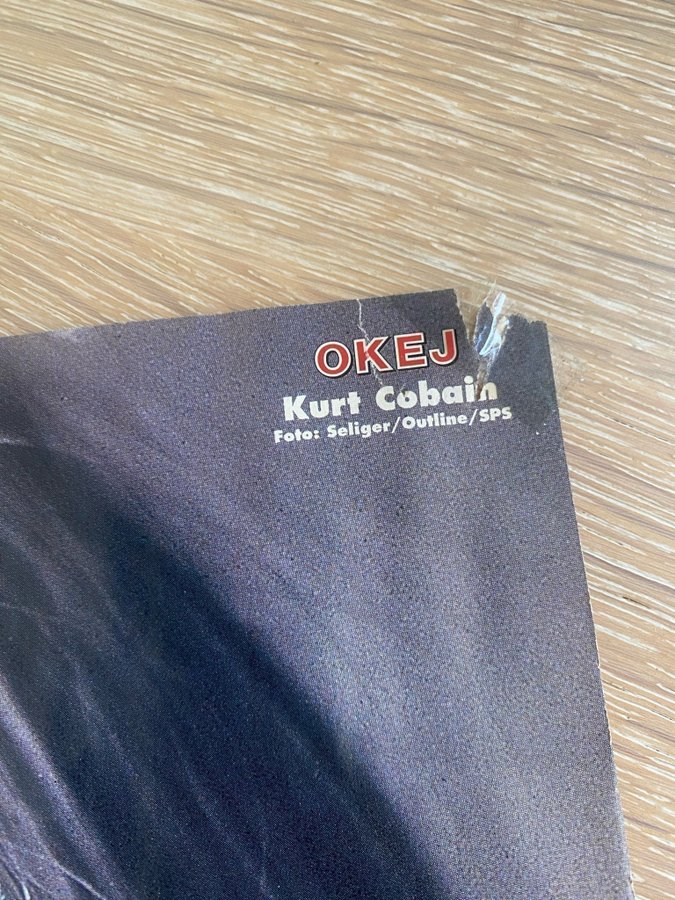 OKEJ
Kurt Cobain
Foto: Seliger/Outline/SPS